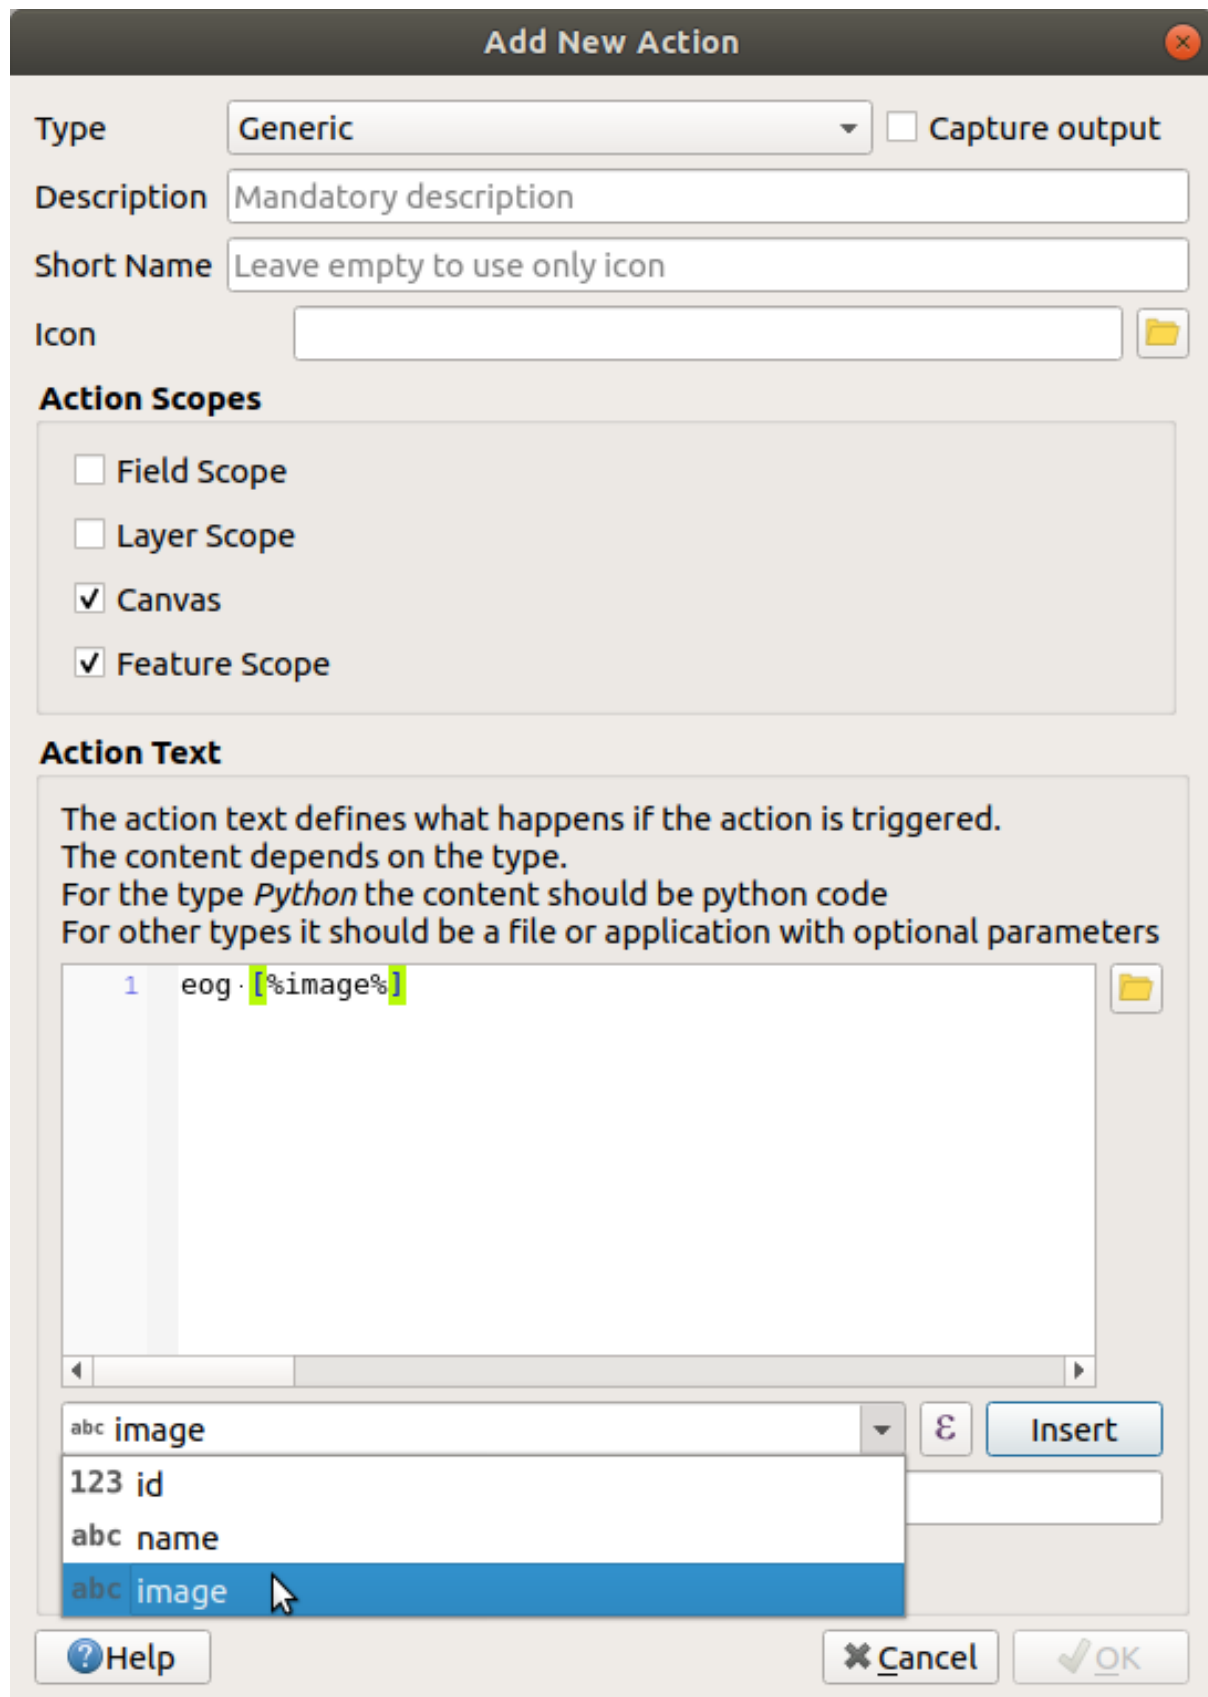 Add New Action
Type Generic Capture output
Description Mandatory description
Short Name Leave empty to use only icon
Icon
Action Scopes
Field Scope
Layer Scope
Canvas
Feature Scope
Action Text
The action text defines what happens if the action is triggered.
The content depends on the type.
For the type Python the content should be python code
For other types it should be a file or application with optional parameters
1 eog·[%image%]
abc image ε Insert
123 id
abc name
abc image
?Help Cancel OK